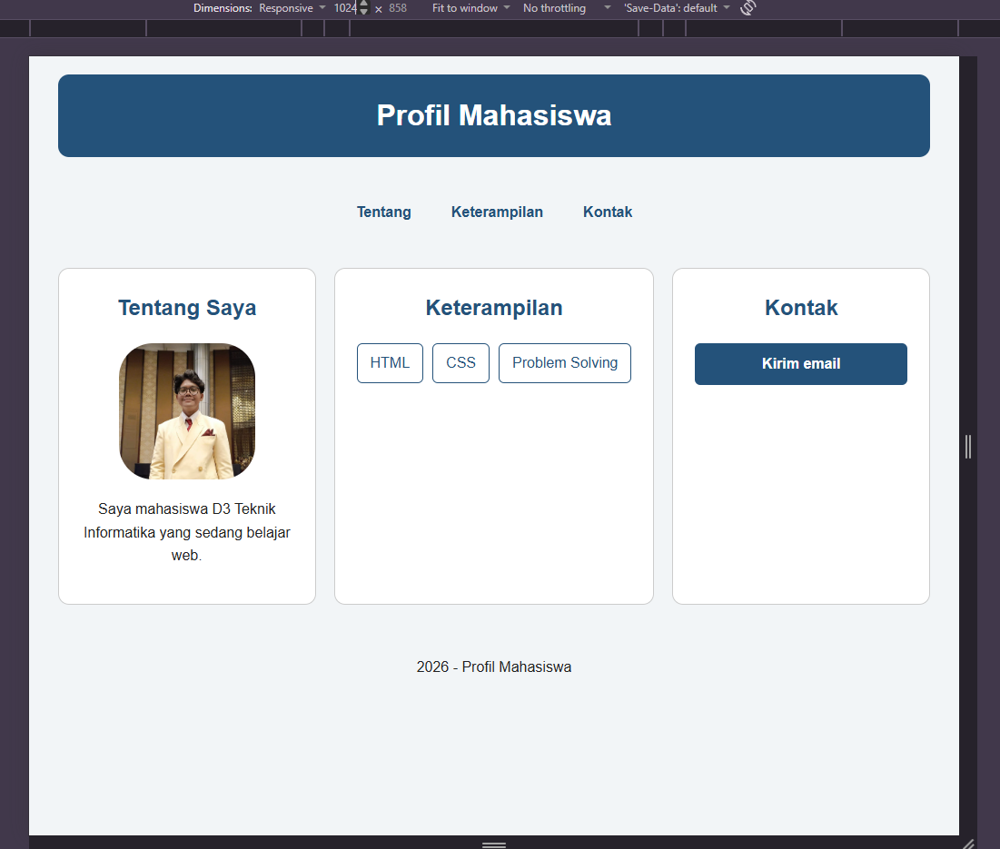 Dimensions: Responsive 1024 × 858 Fit to window No throttling 'Save-Data': default
Profil Mahasiswa
Tentang Keterampilan Kontak
Tentang Saya
Saya mahasiswa D3 Teknik
Informatika yang sedang belajar
web.
Keterampilan
HTML CSS Problem Solving
Kontak
Kirim email
2026 - Profil Mahasiswa